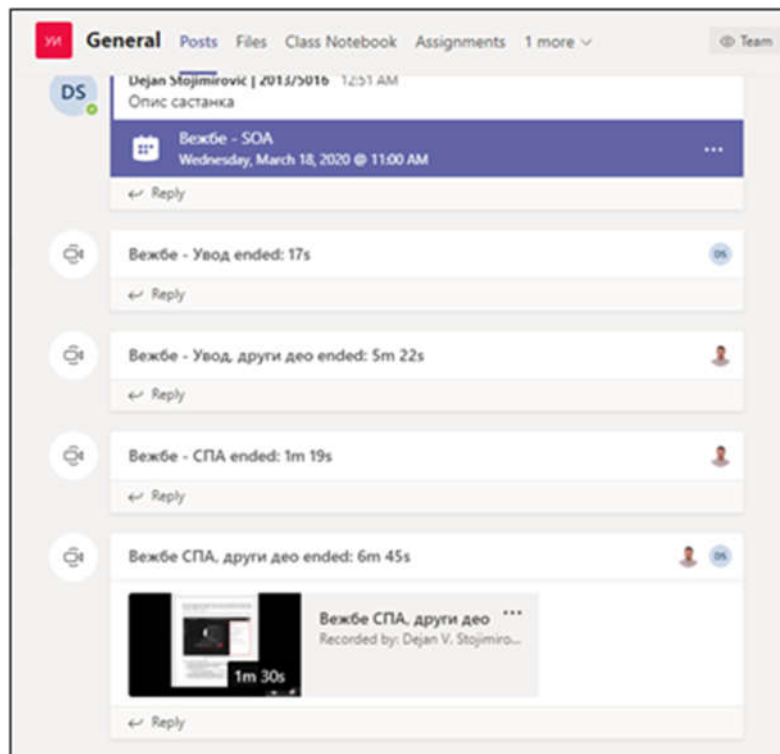 УИ General Posts Files Class Notebook Assignments 1 more Team
Dejan Stojimirović | 2013/5016 12:51 AM
DS
Опис састанка
Вежбе - SOA
Wednesday, March 18, 2020 @ 11:00 AM
Reply
Вежбе - Увод ended: 17s DS
Reply
Вежбе - Увод, други део ended: 5m 22s
Reply
Вежбе - СПА ended: 1m 19s
Reply
Вежбе СПА, други део ended: 6m 45s DS
Вежбе СПА, други део
Recorded by: Dejan V. Stojimiro...
1m 30s
Reply